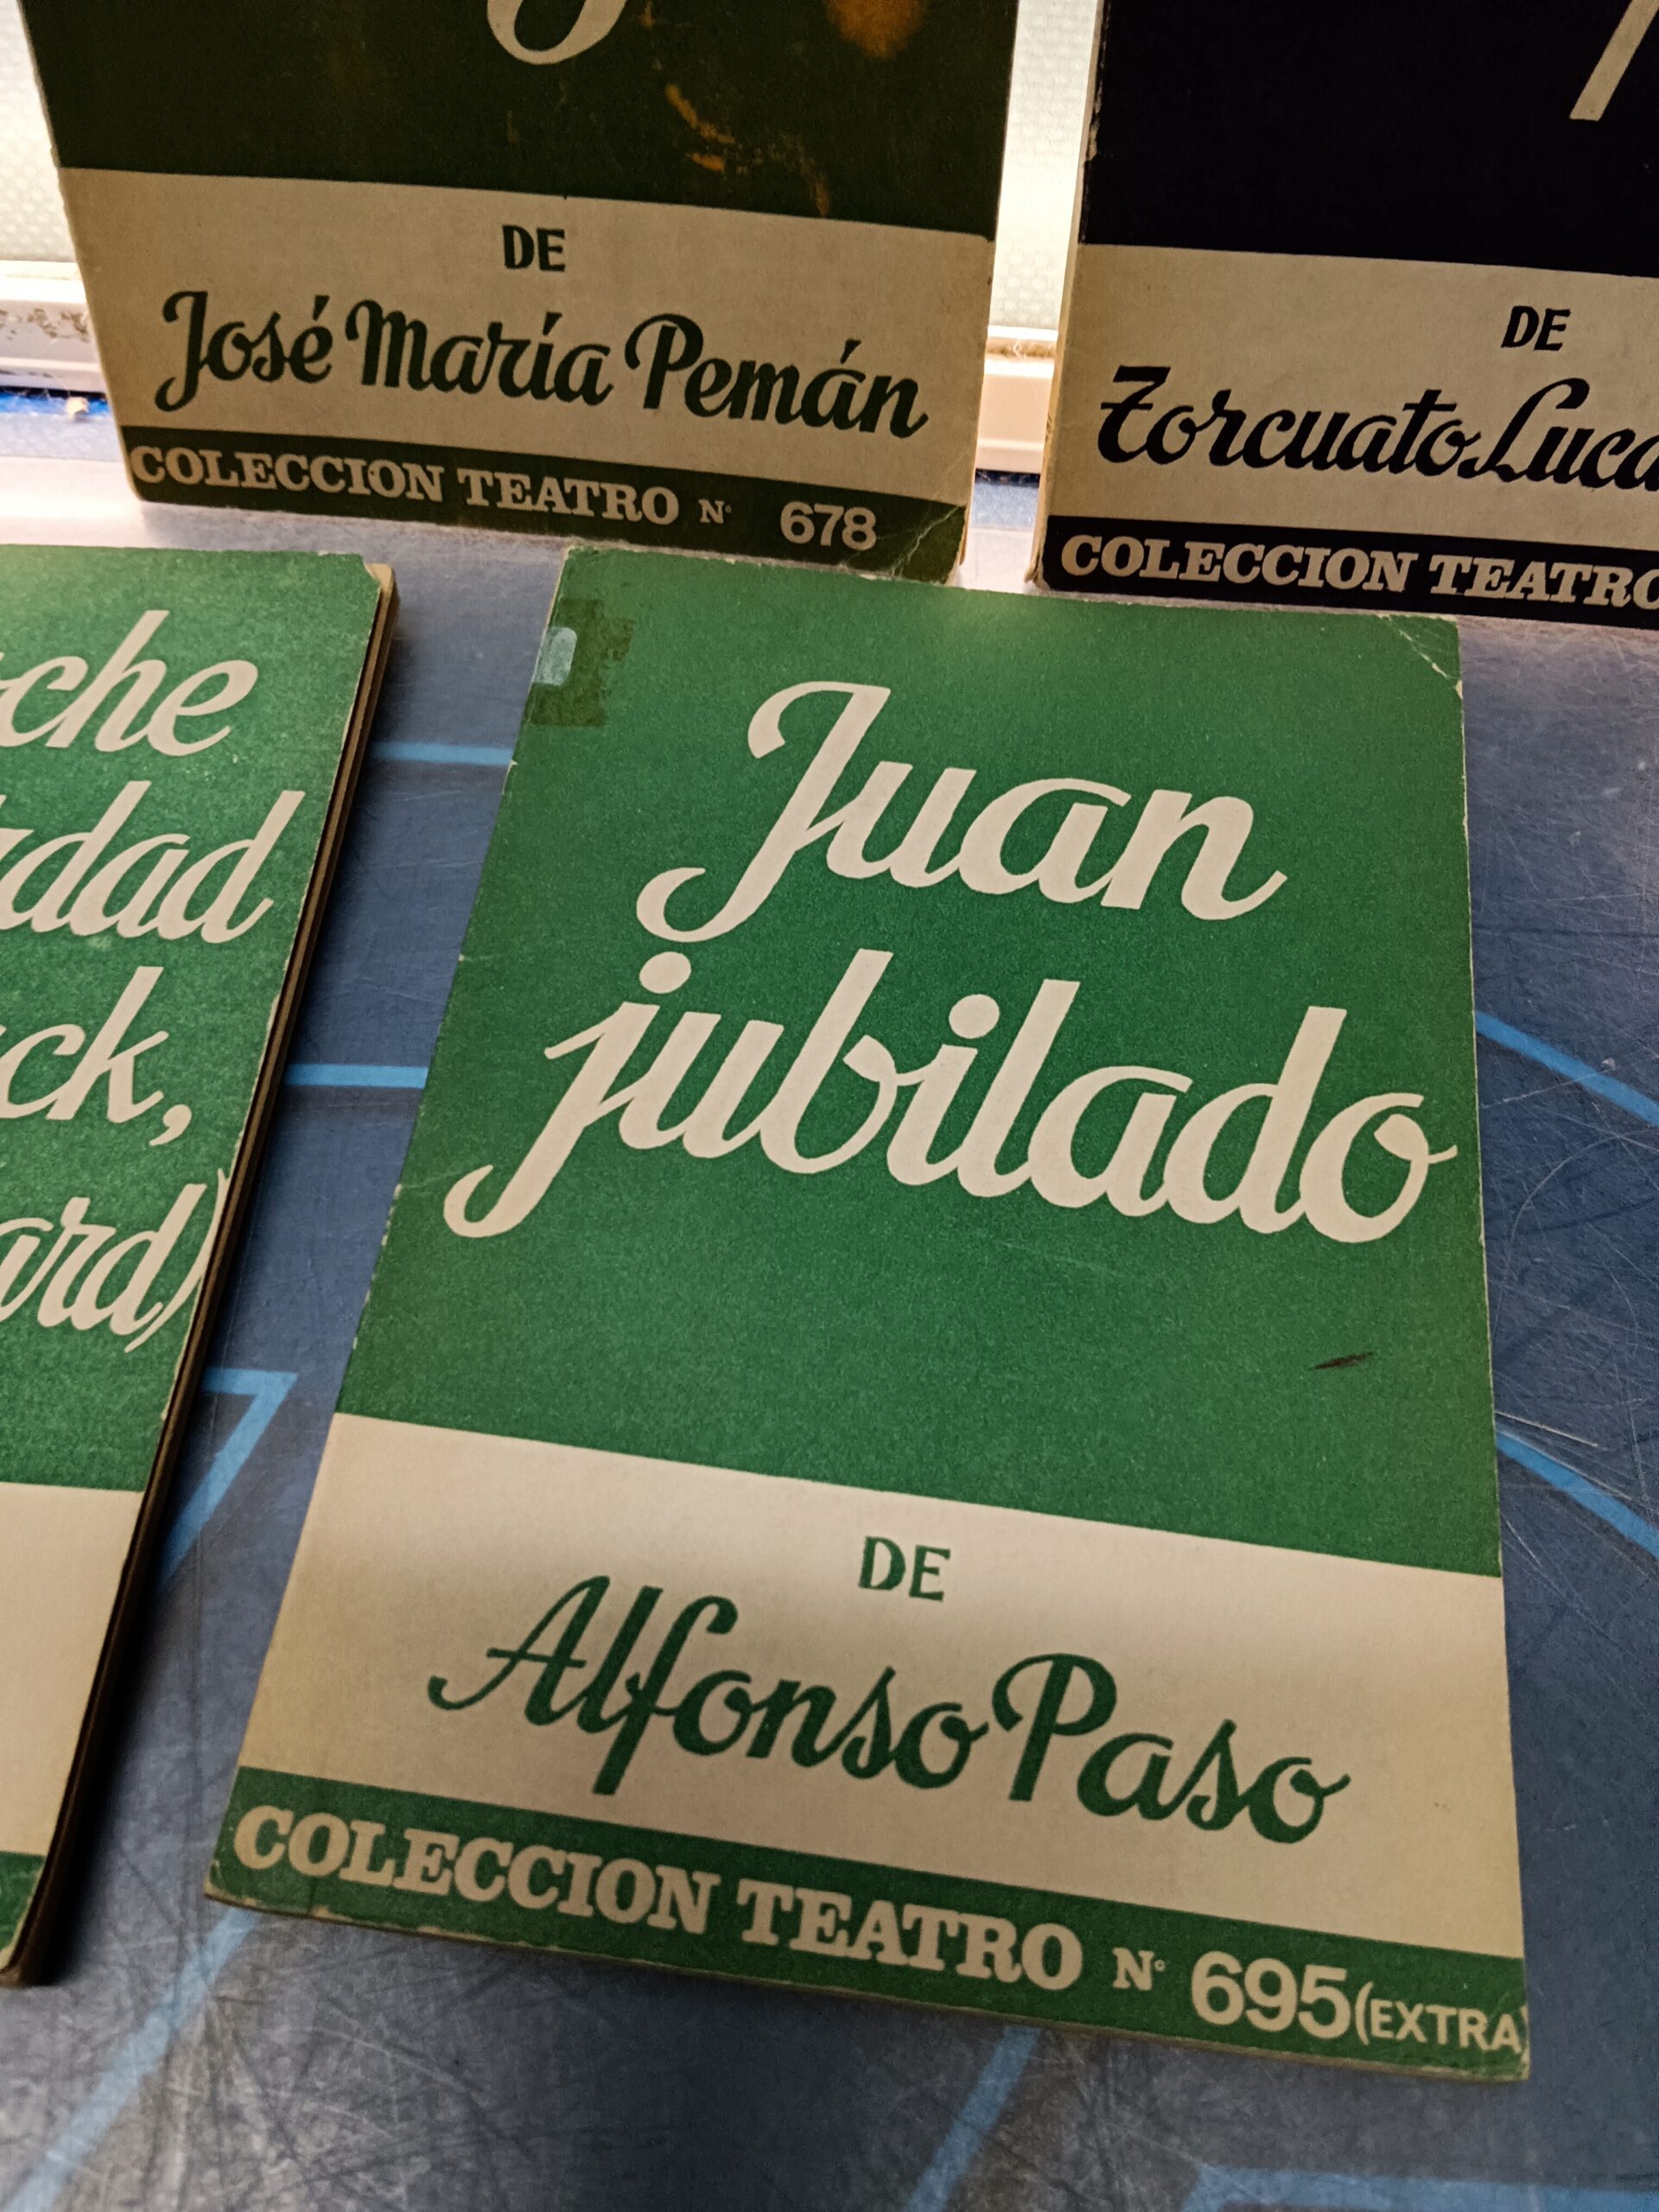 DE
José María Pemán
COLECCION TEATRO Nº 678
DE
Torcuato
COLECCION TEATRO
Juan
jubilado
DE
Alfonso Paso
COLECCION TEATRO Nº 695 (EXTRA)